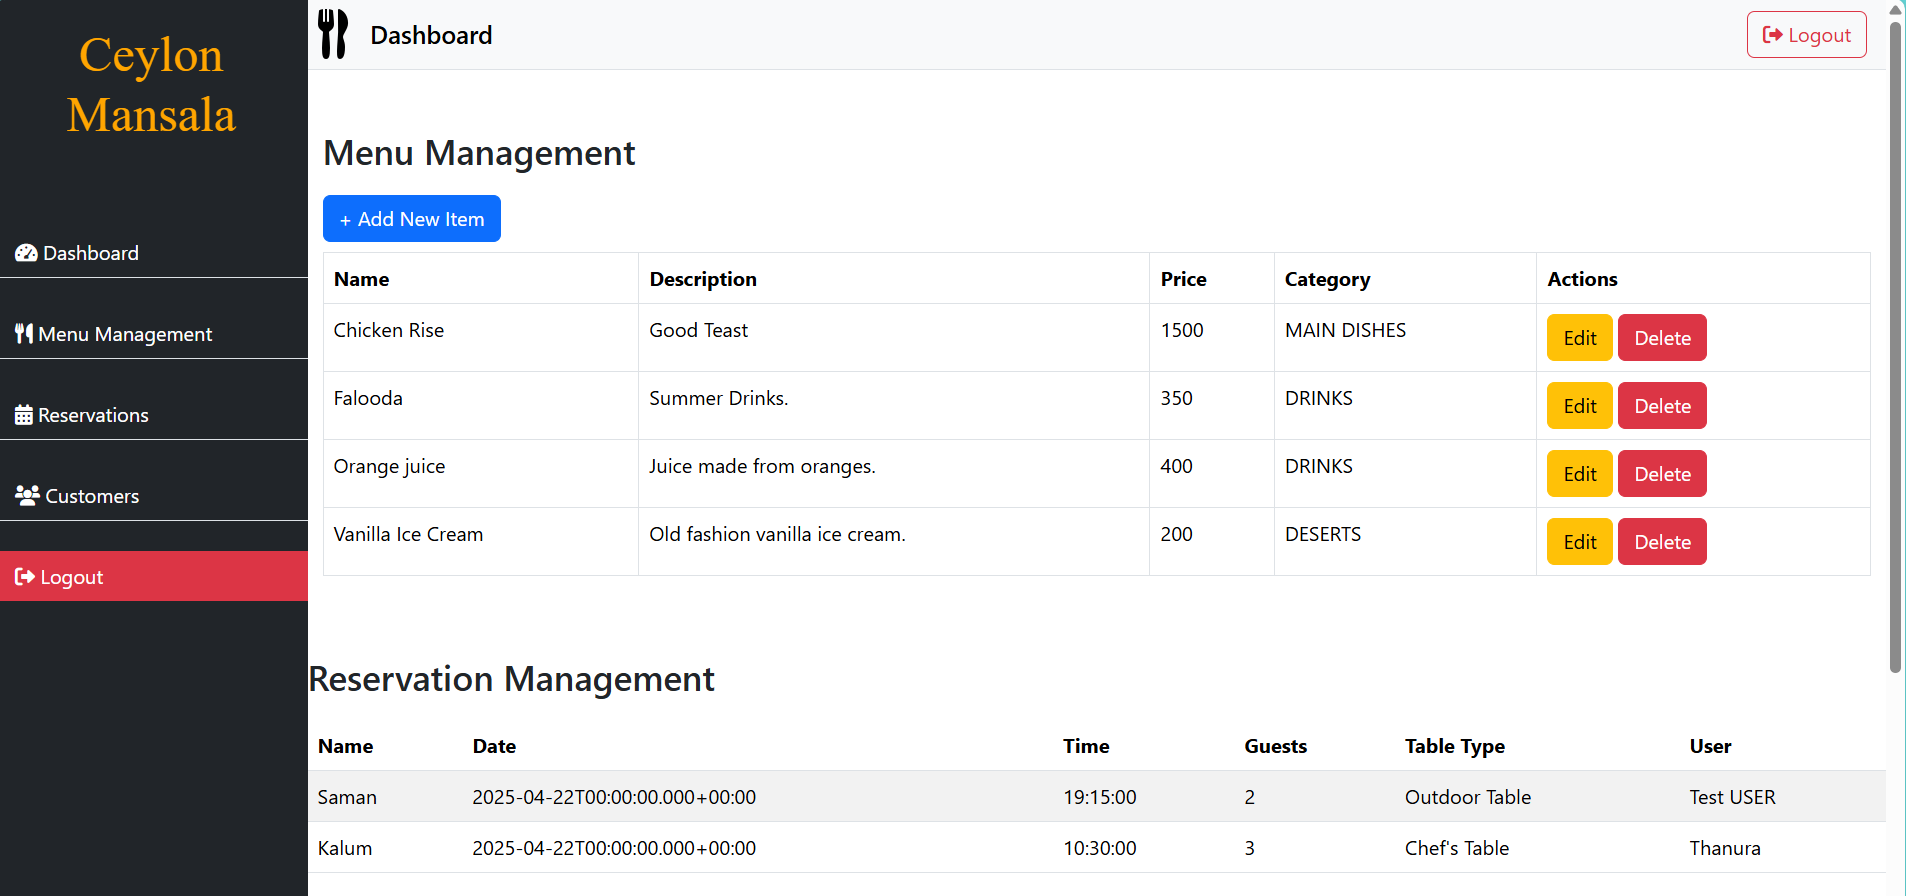 Ceylon
Mansala
Dashboard
Menu Management
Reservations
Customers
Logout
Dashboard
Logout
Menu Management
+ Add New Item
Name Description Price Category Actions
Chicken Rise Good Teast 1500 MAIN DISHES Edit Delete
Falooda Summer Drinks. 350 DRINKS Edit Delete
Orange juice Juice made from oranges. 400 DRINKS Edit Delete
Vanilla Ice Cream Old fashion vanilla ice cream. 200 DESERTS Edit Delete
Reservation Management
Name Date Time Guests Table Type User
Saman 2025-04-22T00:00:00.000+00:00 19:15:00 2 Outdoor Table Test USER
Kalum 2025-04-22T00:00:00.000+00:00 10:30:00 3 Chef's Table Thanura